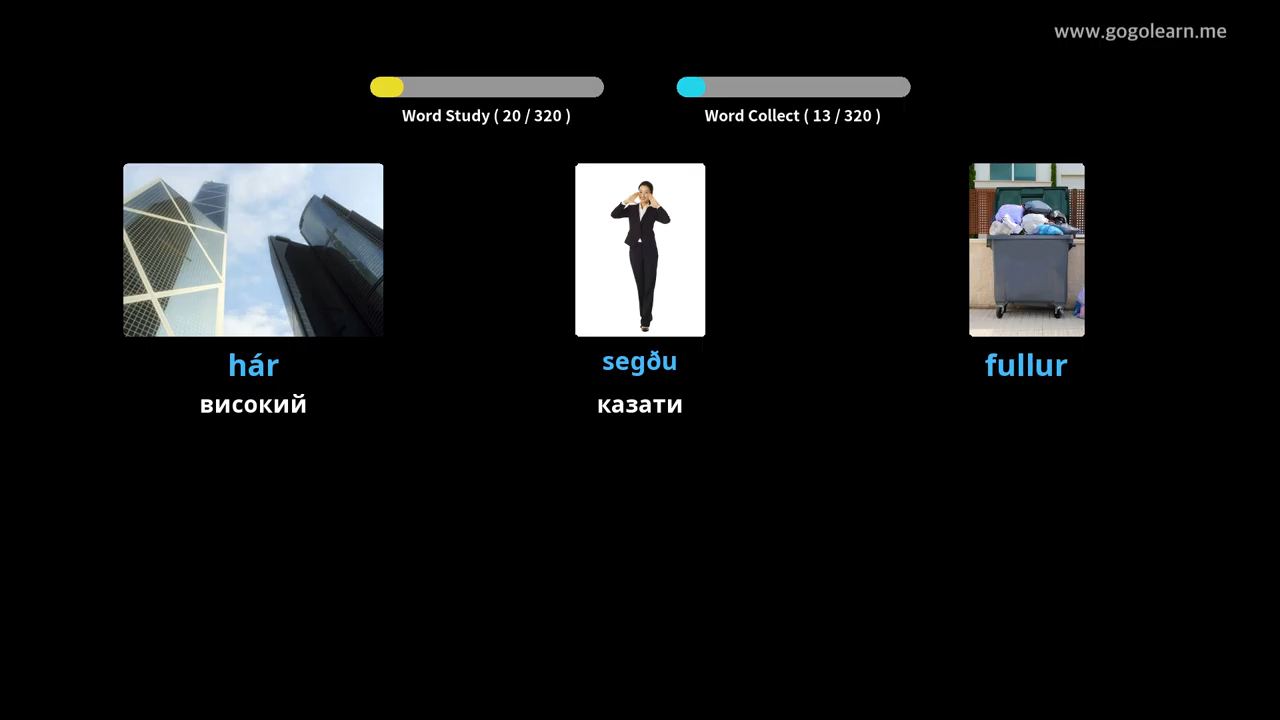 www.gogolearn.me
Word Study ( 20 / 320 )
Word Collect ( 13 / 320 )
hár
segðu
fullur
високий
казати